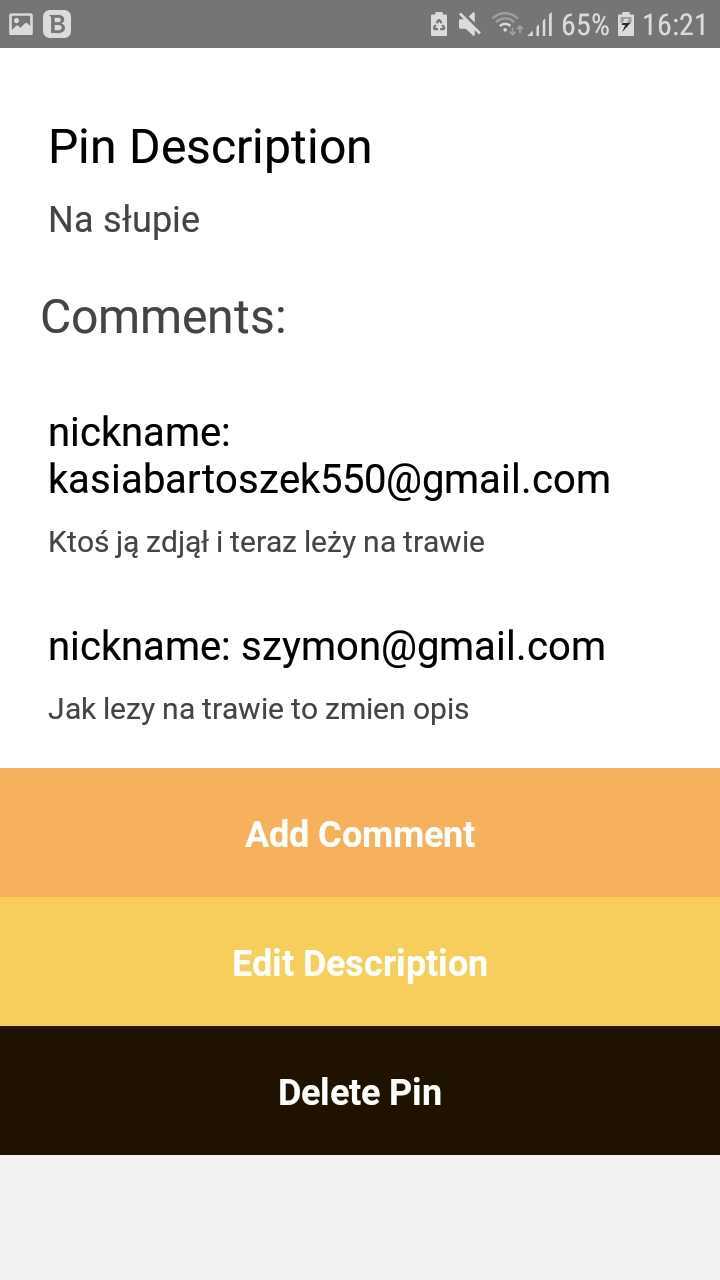 B 65% 16:21
Pin Description
Na słupie
Comments:
nickname:
kasiabartoszek550@gmail.com
Ktoś ją zdjął i teraz leży na trawie
nickname: szymon@gmail.com
Jak lezy na trawie to zmien opis
Add Comment
Edit Description
Delete Pin